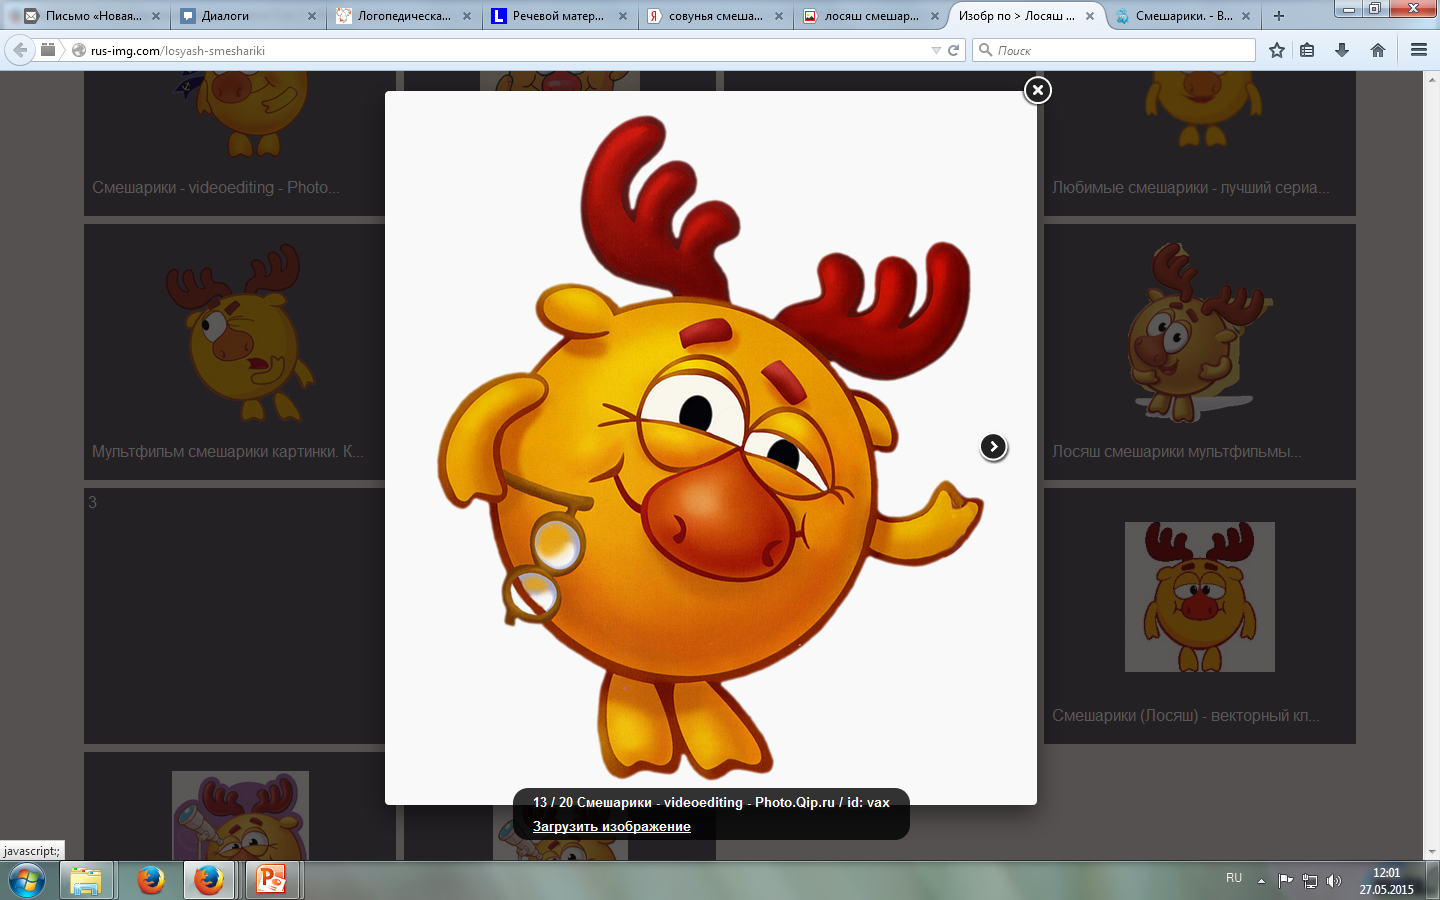 Письмо «Новая...
Диалоги
Логопедическа...
Речевой матер...
совунья смеша...
лосяш смешар...
Изобр по > Лосяш ...
Смешарики. - В...
rus-img.com/losyash-smeshariki
Поиск
Смешарики - videoediting - Photo...
Любимые смешарики - лучший сериа...
Мультфипьм смешарики картинки. К...
Лосяш смешарики мультфильмы...
3
Смешарики (Лосяш) - векторный кл...
13 / 20 Смешарики - videoediting - Photo.Qip.ru / id: vax
Загрузить изображение
javascript:;
RU
12:01
27.05.2015